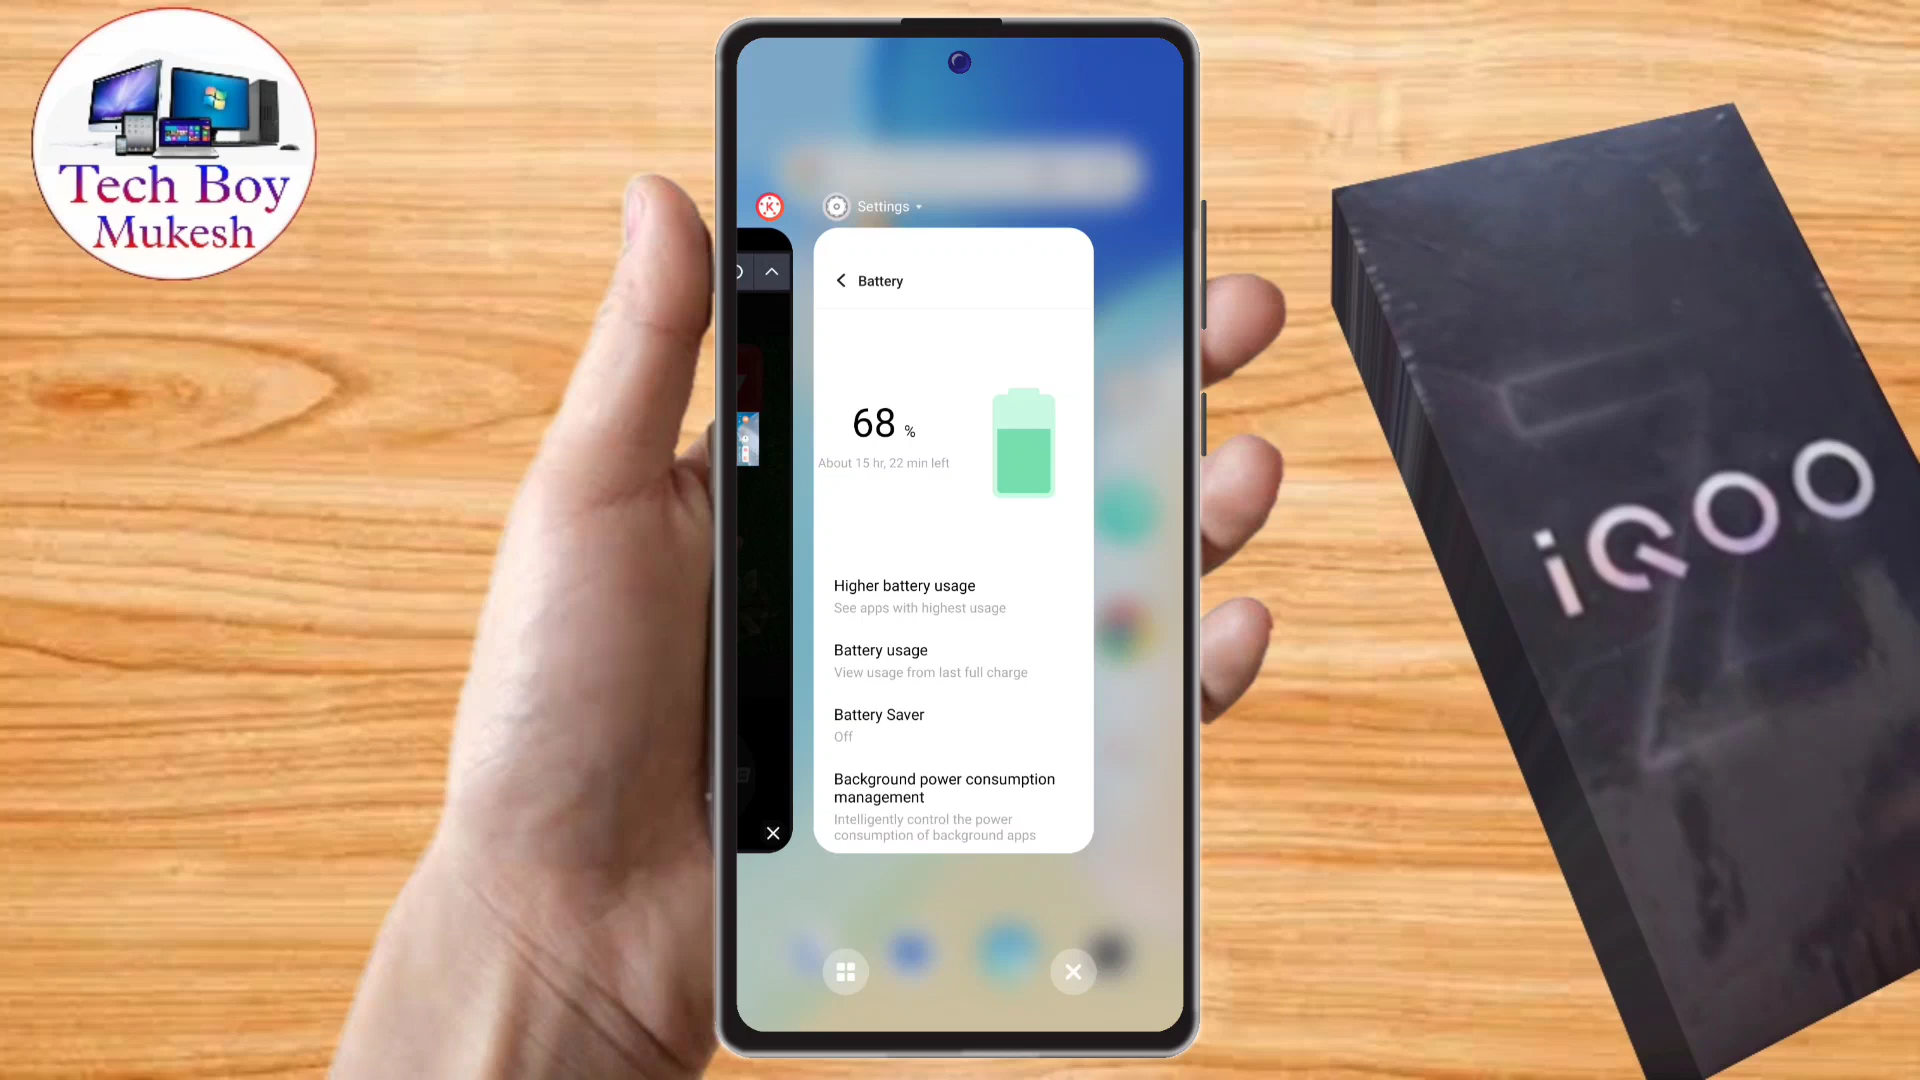 Tech Boy
Mukesh
Settings
Battery
68 %
About 15 hr, 22 min left
Higher battery usage
See apps with highest usage
Battery usage
View usage from last full charge
Battery Saver
Off
Background power consumption
management
Intelligently control the power
consumption of background apps
iQOO